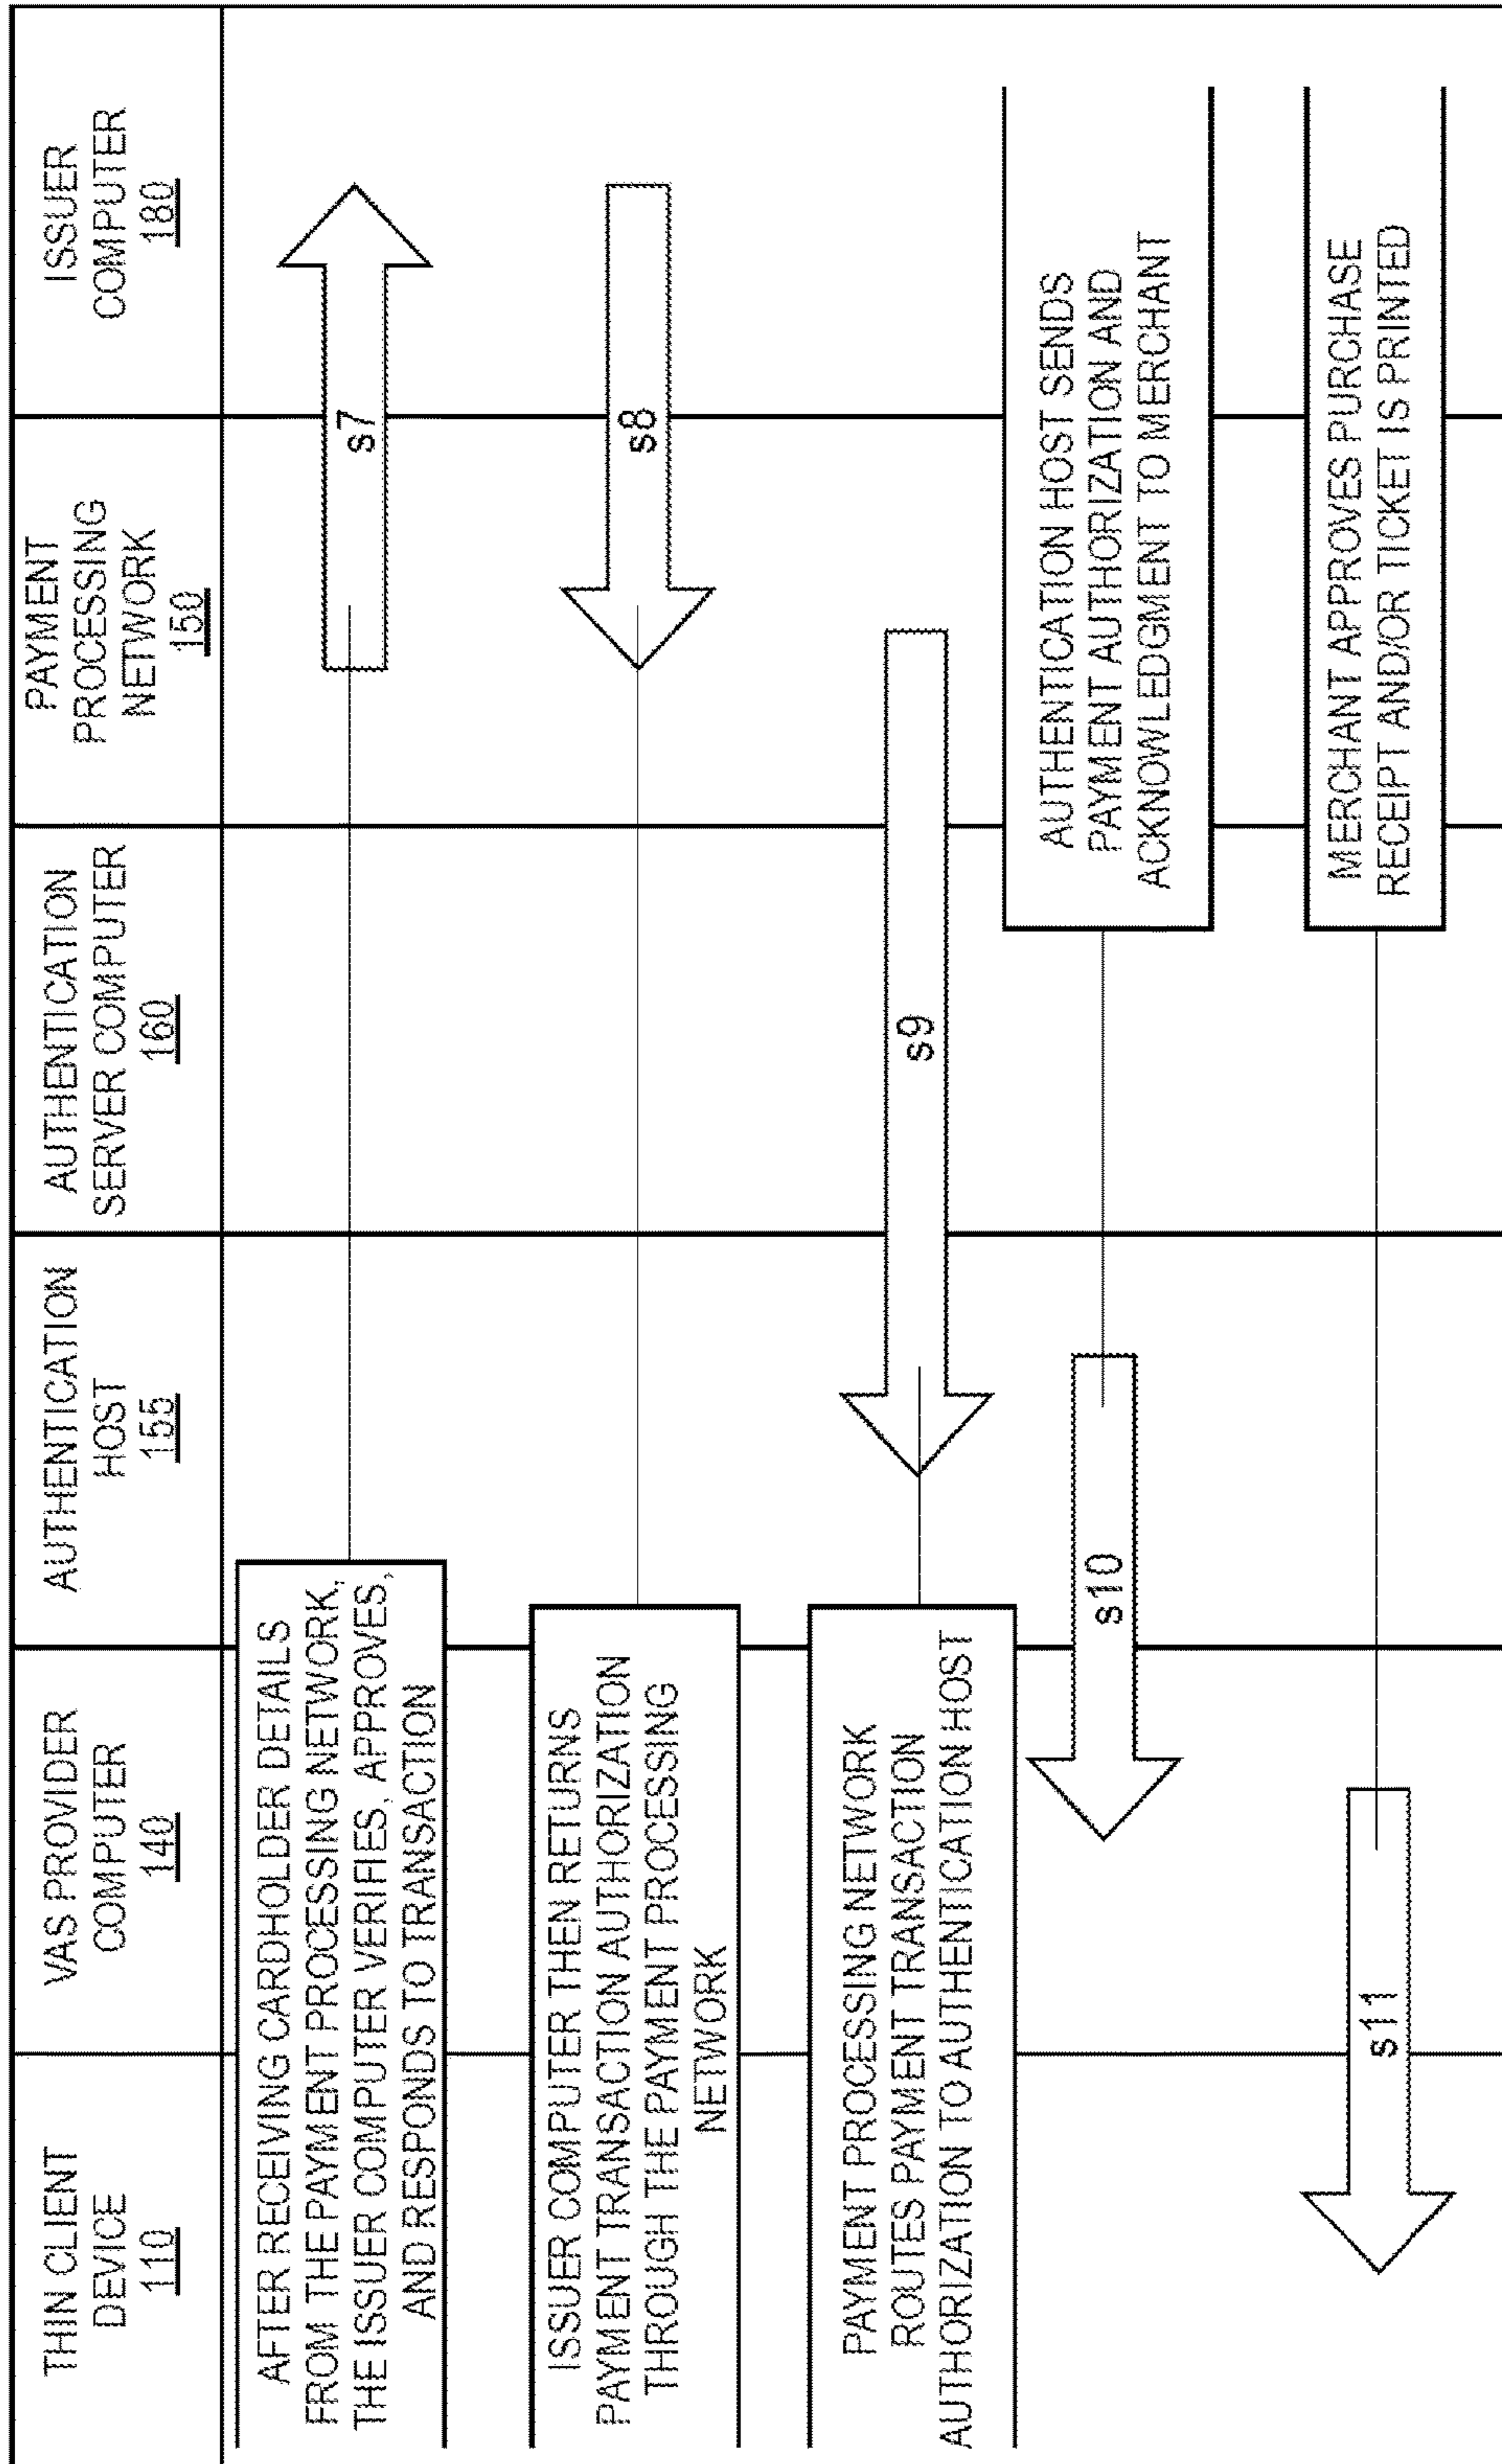 THIN CLIENT
DEVICE
110
VAS PROVIDER
COMPUTER
140
AUTHENTICATION
HOST
155
AUTHENTICATION
SERVER COMPUTER
160
PAYMENT
PROCESSING
NETWORK
150
ISSUER
COMPUTER
180
AFTER RECEIVING CARDHOLDER DETAILS
FROM THE PAYMENT PROCESSING NETWORK,
THE ISSUER COMPUTER VERIFIES, APPROVES,
AND RESPONDS TO TRANSACTION
s7
ISSUER COMPUTER THEN RETURNS
PAYMENT TRANSACTION AUTHORIZATION
THROUGH THE PAYMENT PROCESSING
NETWORK
s8
PAYMENT PROCESSING NETWORK
ROUTES PAYMENT TRANSACTION
AUTHORIZATION TO AUTHENTICATION HOST
s9
s10
AUTHENTICATION HOST SENDS
PAYMENT AUTHORIZATION AND
ACKNOWLEDGMENT TO MERCHANT
s11
MERCHANT APPROVES PURCHASE
RECEIPT AND/OR TICKET IS PRINTED